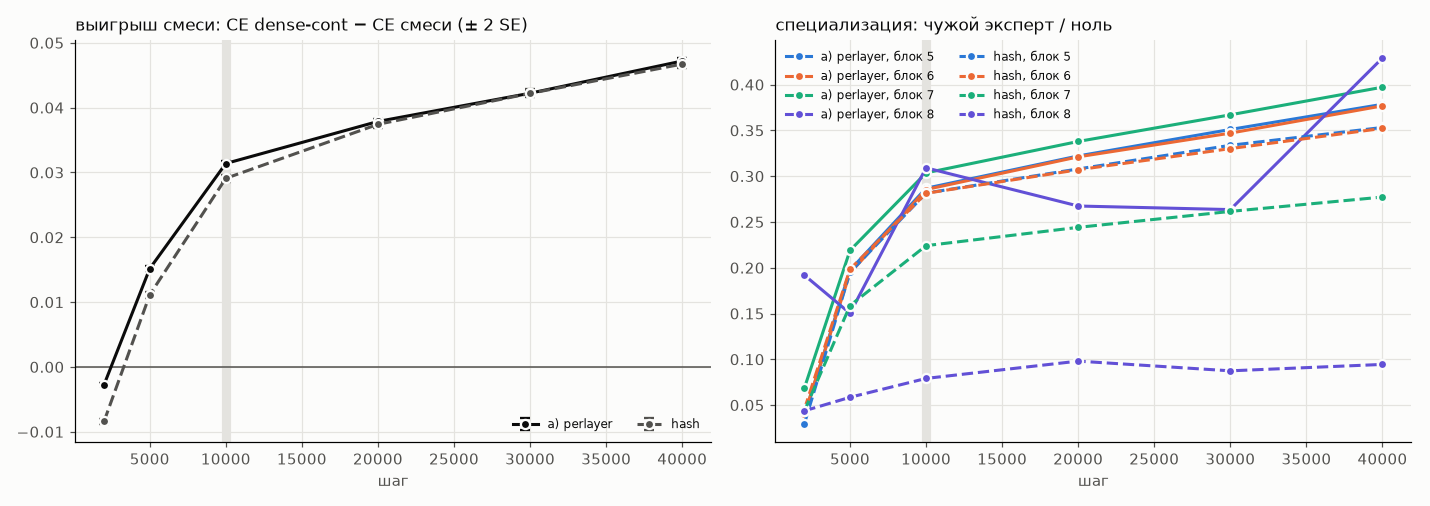 выигрыш смеси: CE dense-cont − CE смеси (± 2 SE)
0.05
0.04
0.03
0.02
0.01
0.00
−0.01
5000 10000 15000 20000 25000 30000 35000 40000
шаг
a) perlayer hash
специализация: чужой эксперт / ноль
a) perlayer, блок 5 hash, блок 5
a) perlayer, блок 6 hash, блок 6
a) perlayer, блок 7 hash, блок 7
a) perlayer, блок 8 hash, блок 8
0.40
0.35
0.30
0.25
0.20
0.15
0.10
0.05
5000 10000 15000 20000 25000 30000 35000 40000
шаг